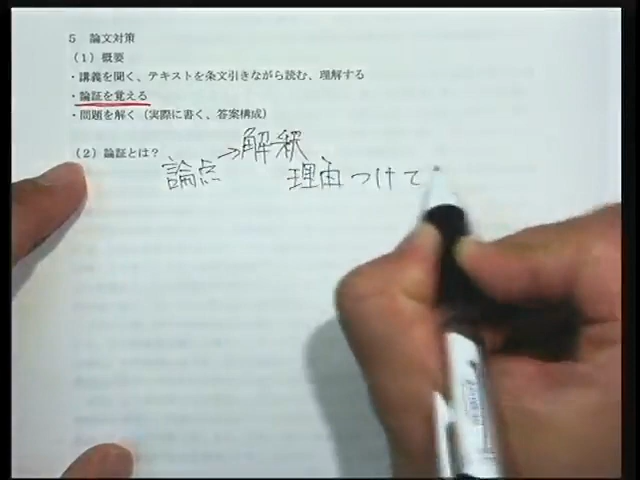 5 論文対策
（1）概要
・講義を聞く、テキストを条文引きながら読む、理解する
・論証を覚える
・問題を解く（実際に書く、答案構成）
（2）論証とは？
→解釈
論点 理由つけて